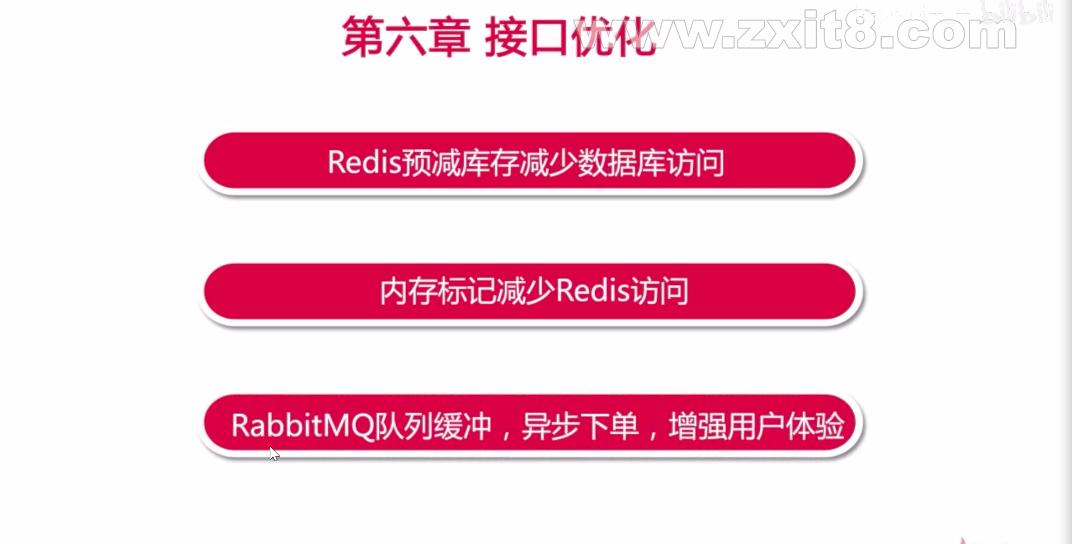 第六章 接口优化
www.zxit8.com
bilibili
Redis预减库存减少数据库访问
内存标记减少Redis访问
RabbitMQ队列缓冲，异步下单，增强用户体验